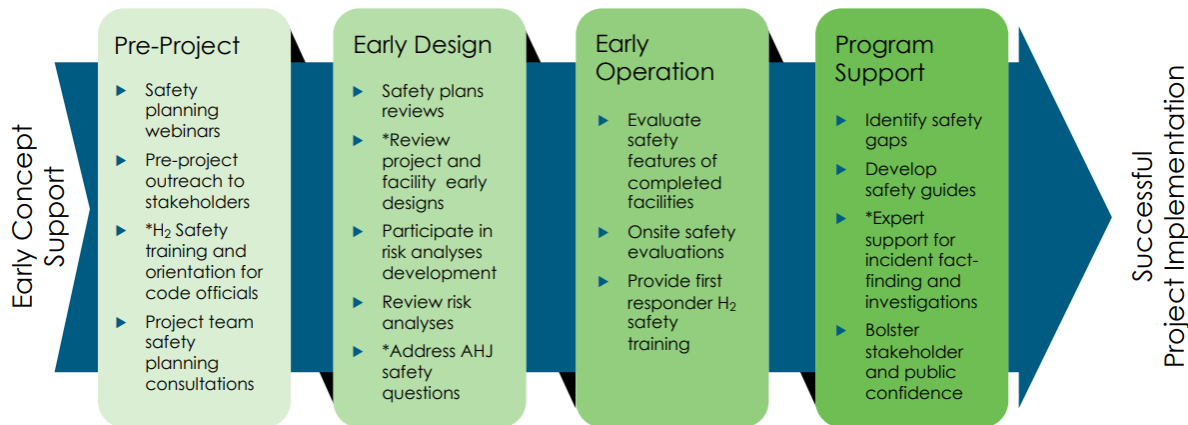 Early Concept
Support
Pre-Project
Safety
planning
webinars
Pre-project
outreach to
stakeholders
*H₂ Safety
training and
orientation for
code officials
Project team
safety
planning
consultations
Early Design
Safety plans
reviews
*Review
project and
facility early
designs
Participate in
risk analyses
development
Review risk
analyses
*Address AHJ
safety
questions
Early
Operation
Evaluate
safety
features of
completed
facilities
Onsite safety
evaluations
Provide first
responder H₂
safety
training
Program
Support
Identify safety
gaps
Develop
safety guides
*Expert
support for
incident fact-
finding and
investigations
Bolster
stakeholder
and public
confidence
Successful
Project Implementation